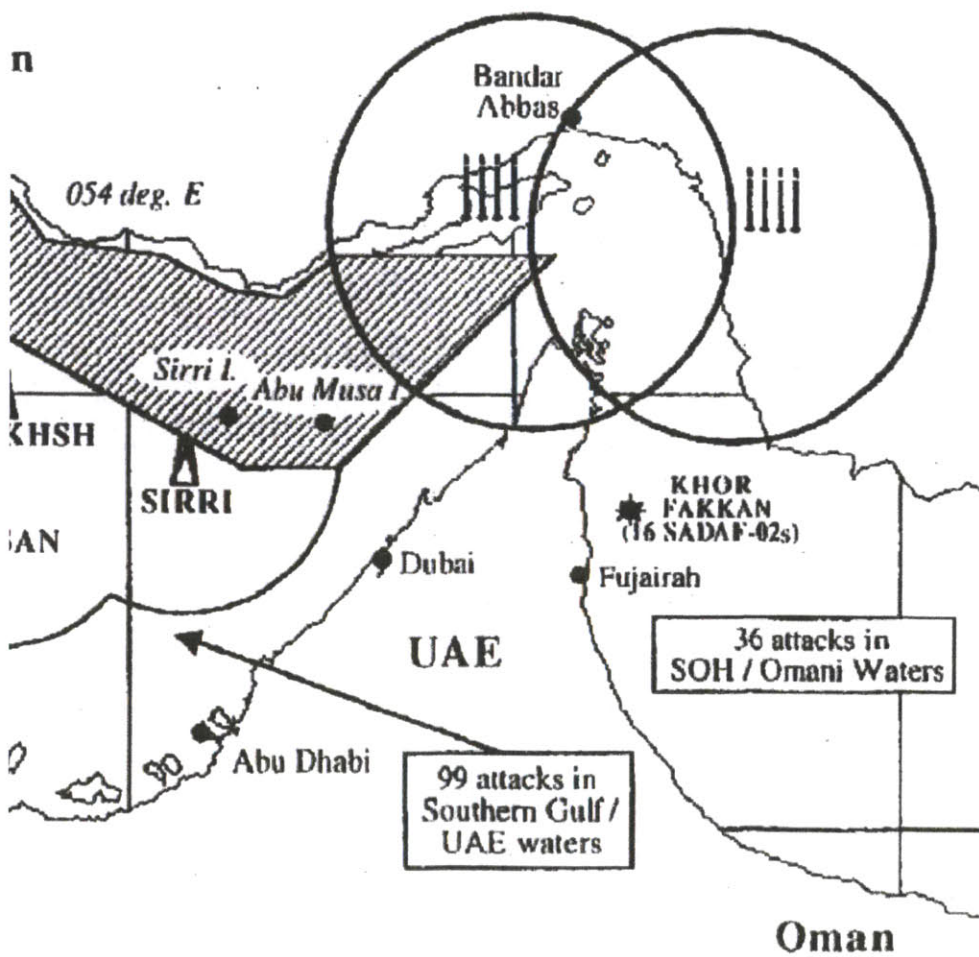 n
Bandar
Abbas
054 deg. E
Sirri I.
Abu Musa I
KHSH
SIRRI
KHOR
FAKKAN
(16 SADAF-02s)
SAN
Dubai
Fujairah
UAE
36 attacks in
SOH / Omani Waters
Abu Dhabi
99 attacks in
Southern Gulf /
UAE waters
Oman